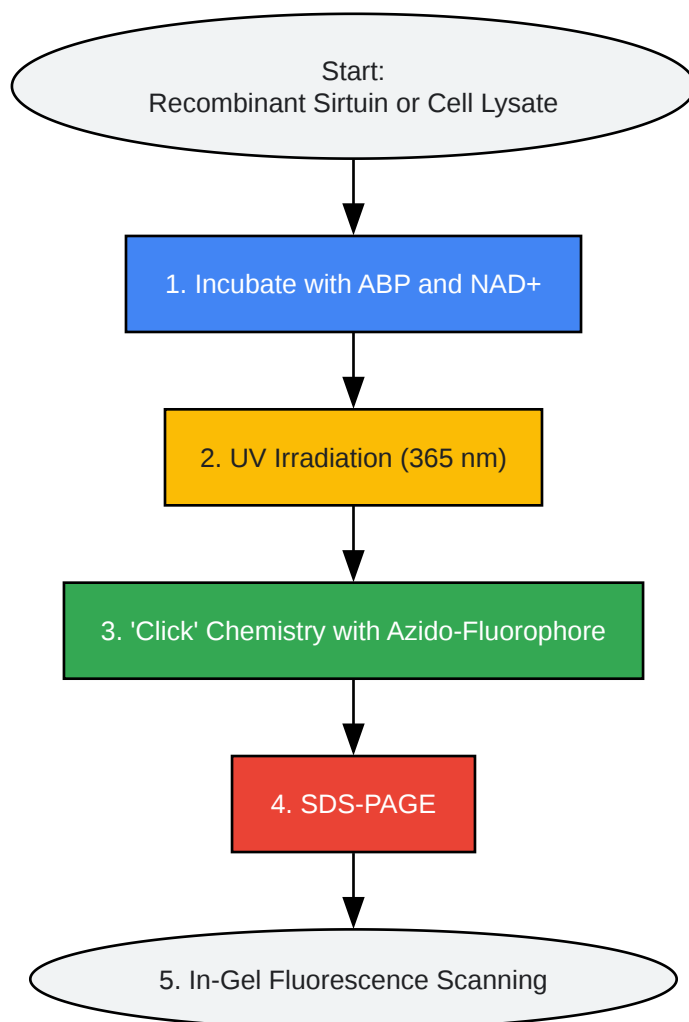 Start:
Recombinant Sirtuin or Cell Lysate
1. Incubate with ABP and NAD+
2. UV Irradiation (365 nm)
3. 'Click' Chemistry with Azido-Fluorophore
4. SDS-PAGE
5. In-Gel Fluorescence Scanning